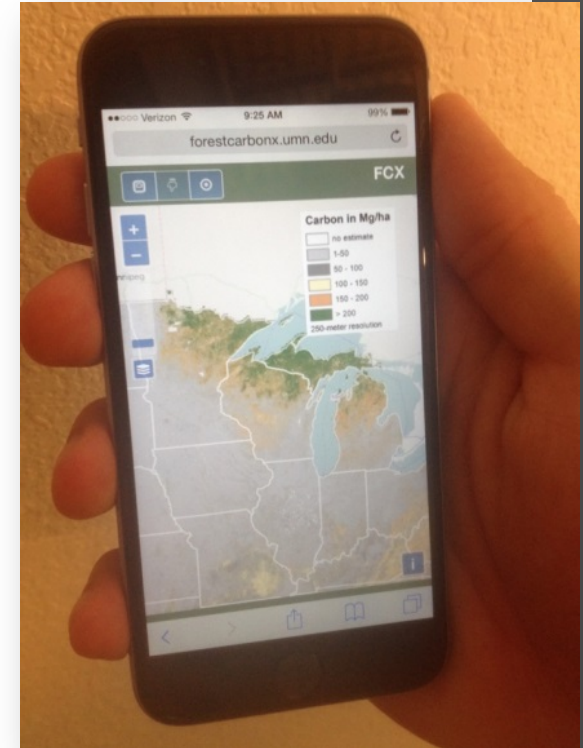 Verizon 9:25 AM 99%
forestcarbonx.umn.edu
FCX
Carbon in Mg/ha
no estimate
1-50
50 - 100
100 - 150
150 - 200
> 200
250-meter resolution
+
−
i